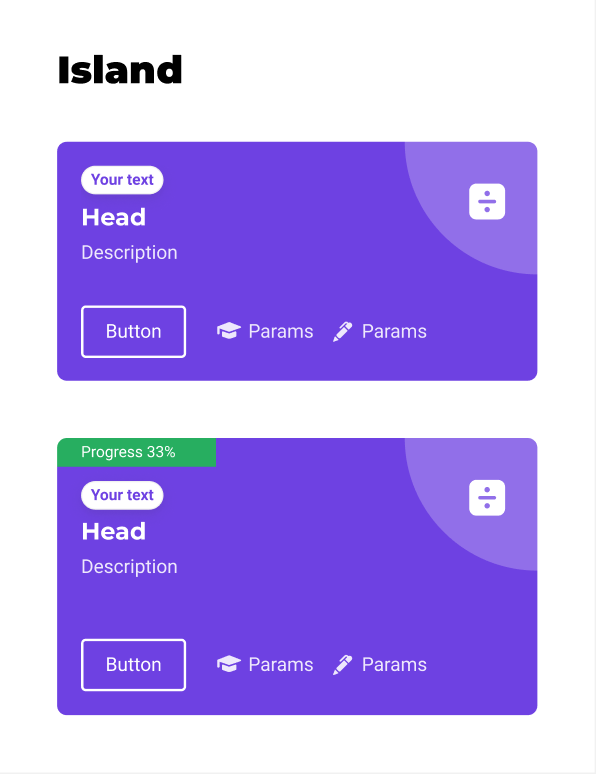 Island
Your text
Head
Description
Button Params Params
Progress 33%
Your text
Head
Description
Button Params Params